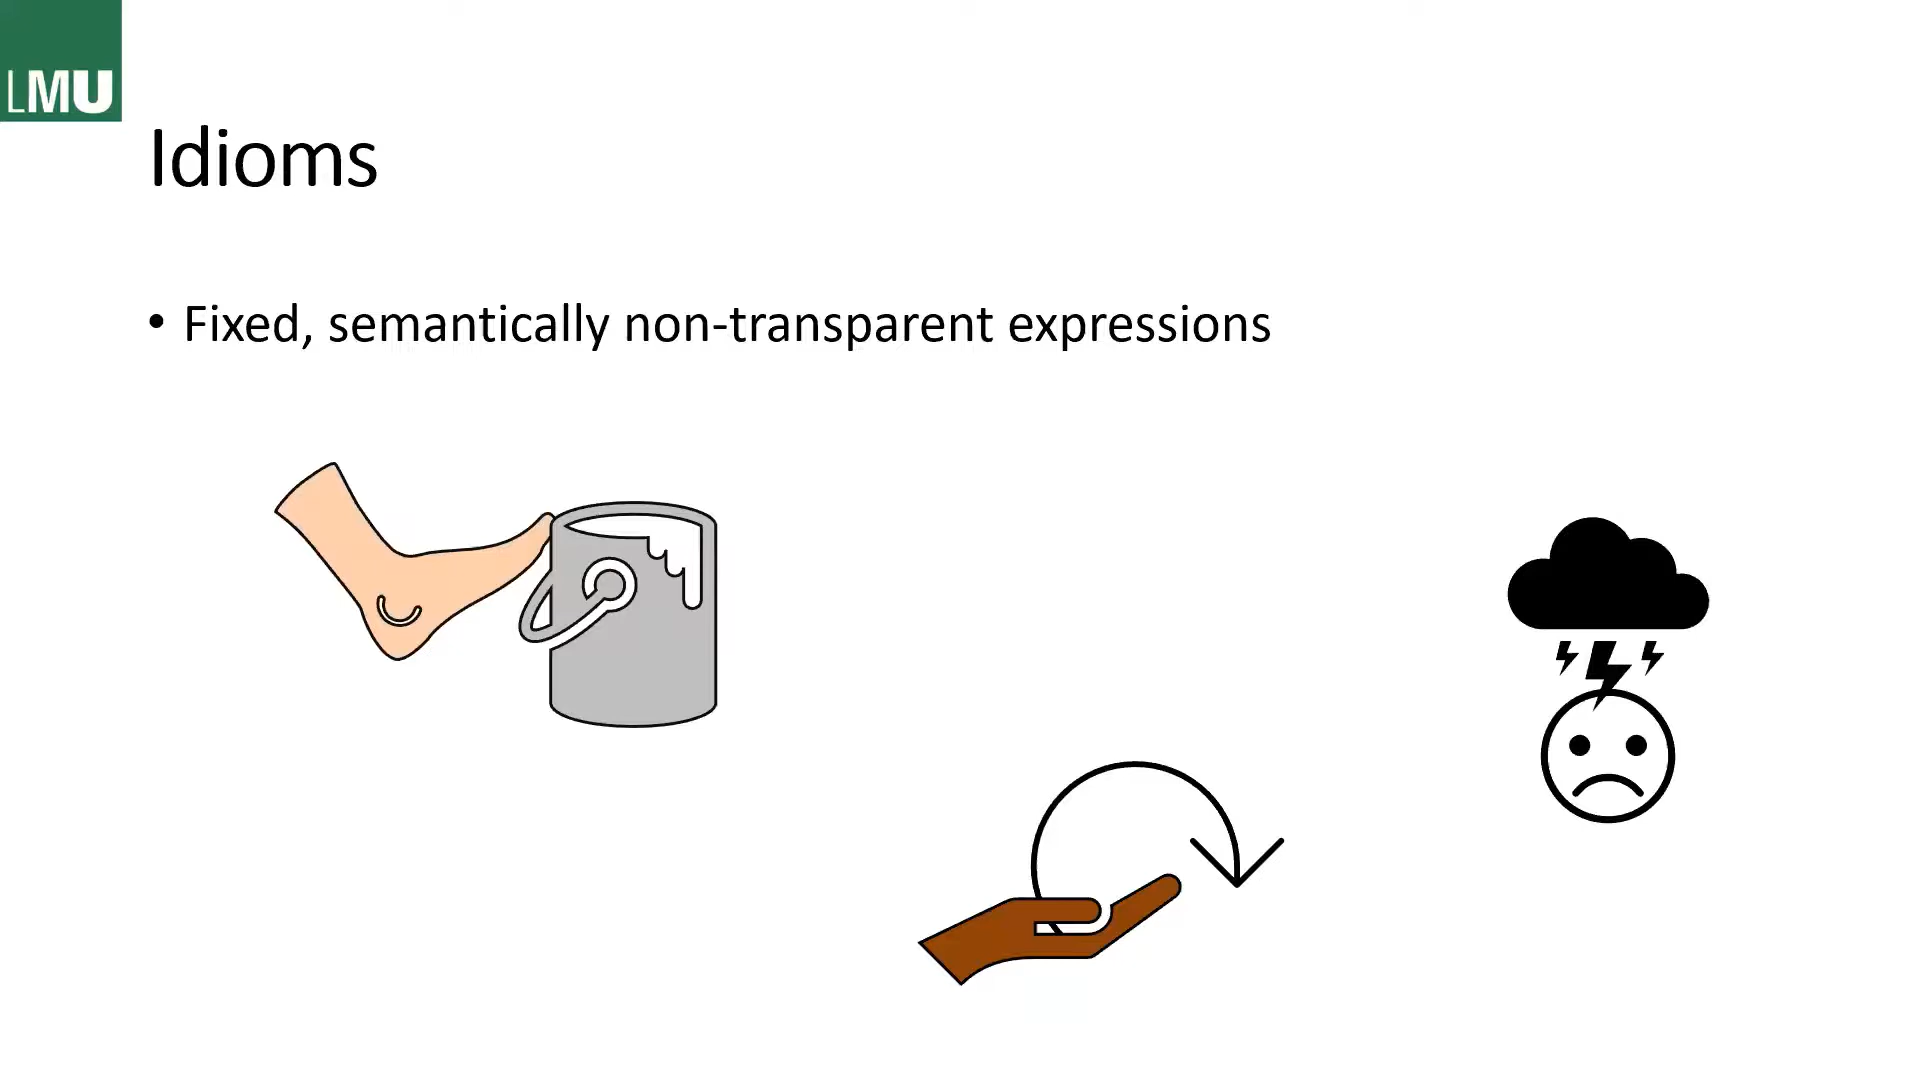 LMU
Idioms
• Fixed, semantically non-transparent expressions